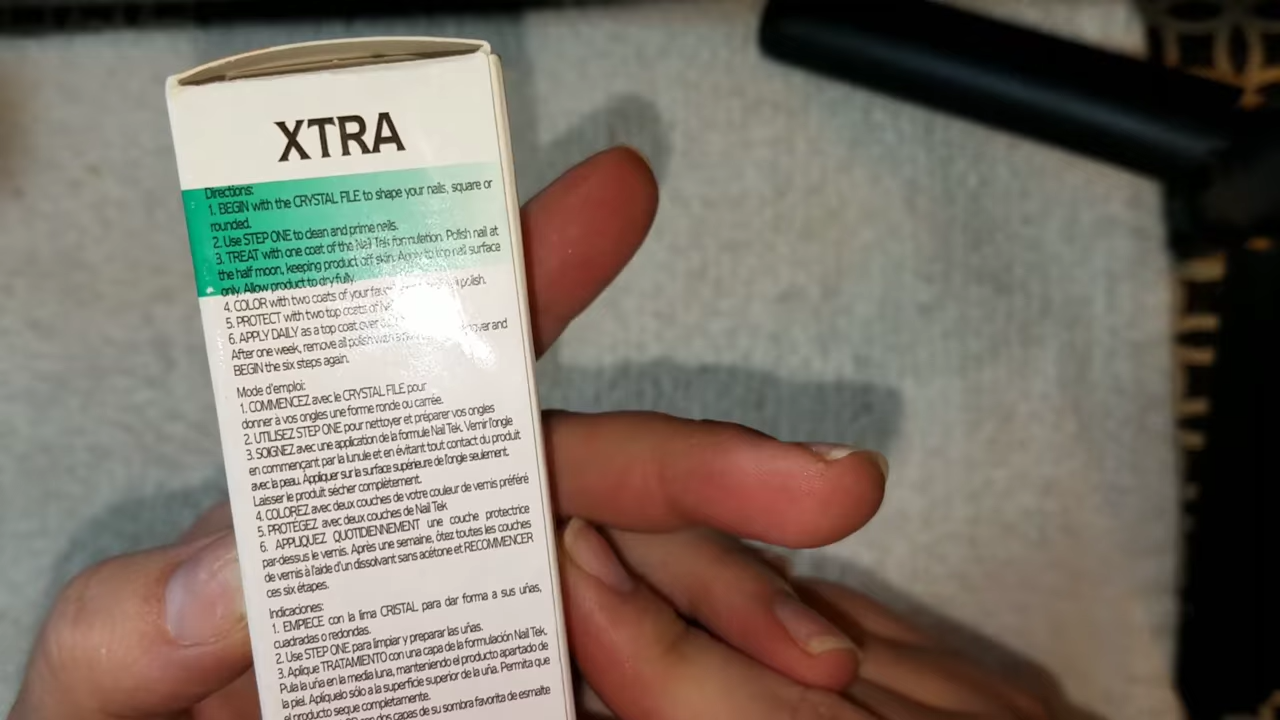 XTRA
Directions:
1. BEGIN with the CRYSTAL FILE to shape your nails, square or
rounded.
2. Use STEP ONE to clean and prime nails.
3. TREAT with one coat of the Nail Tek formulation. Polish nail at
the half moon, keeping product off skin. Apply to top nail surface
only. Allow product to dry fully.
4. COLOR with two coats of your polish.
5. PROTECT with two top coats of
6. APPLY DAILY as a top coat over and
After one week, remove all polish with a
BEGIN the six steps again.
Mode d'emploi:
1. COMMENCEZ avec le CRYSTAL FILE pour
donner à vos ongles une forme ronde ou carrée.
2. UTILISEZ STEP ONE pour nettoyer et préparer vos ongles
3. SOIGNEZ avec une application de la formule Nail Tek. Vernir l'ongle
en commençant par la lunule et en évitant tout contact du produit
avec la peau. Appliquer sur la surface supérieure de l'ongle seulement.
Laisser le produit sécher complètement.
4. COLOREZ avec deux couches de votre couleur de vernis préféré
5. PROTÉGEZ avec deux couches de Nail Tek
6. APPLIQUEZ QUOTIDIENNEMENT une couche protectrice
par-dessus le vernis. Après une semaine, ôtez toutes les couches
de vernis à l'aide d'un dissolvant sans acétone et RECOMMENCER
ces six étapes.
Indicaciones:
1. EMPIECE con la lima CRISTAL para dar forma a sus uñas,
cuadradas o redondas.
2. Use STEP ONE para limpiar y preparar las uñas.
3. Aplique TRATAMIENTO con una capa de la formulación Nail Tek.
Pula la uña en la media luna, manteniendo el producto apartado de
la piel. Aplíquelo sólo a la superficie superior de la uña. Permita que
el producto seque completamente.
con dos capas de su sombra favorita de esmalte